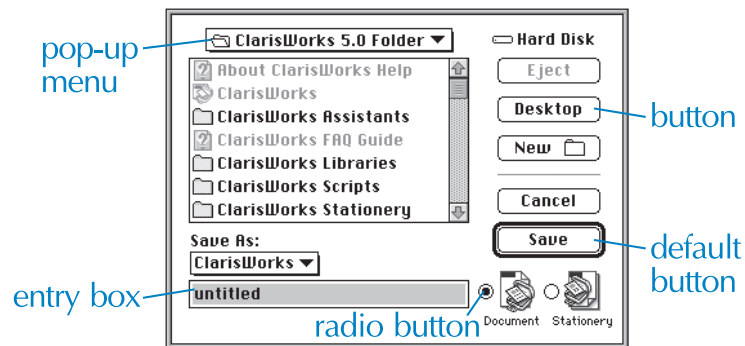 pop-up
menu
ClarisWorks 5.0 Folder
Hard Disk
About ClarisWorks Help
ClarisWorks
ClarisWorks Assistants
ClarisWorks FAQ Guide
ClarisWorks Libraries
ClarisWorks Scripts
ClarisWorks Stationery
Eject
Desktop
button
New
Cancel
Save
default
button
Save As:
ClarisWorks
entry box
untitled
radio button
Document
Stationery